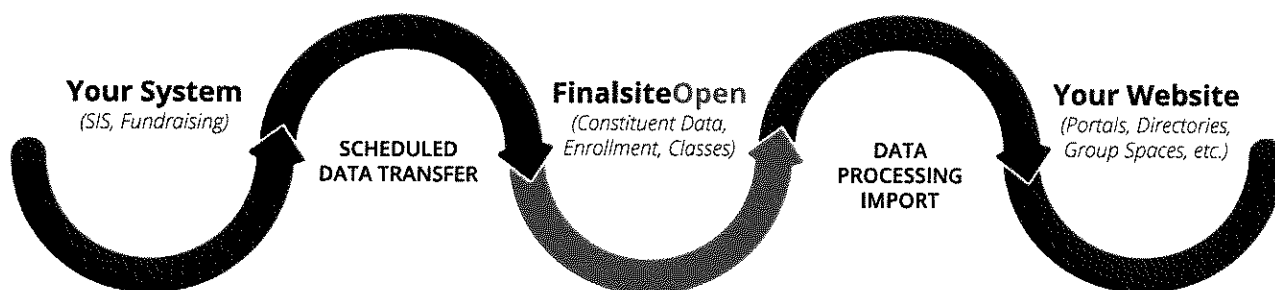 Your System
(SIS, Fundraising)
SCHEDULED
DATA TRANSFER
FinalsiteOpen
(Constituent Data,
Enrollment, Classes)
DATA
PROCESSING
IMPORT
Your Website
(Portals, Directories,
Group Spaces, etc.)